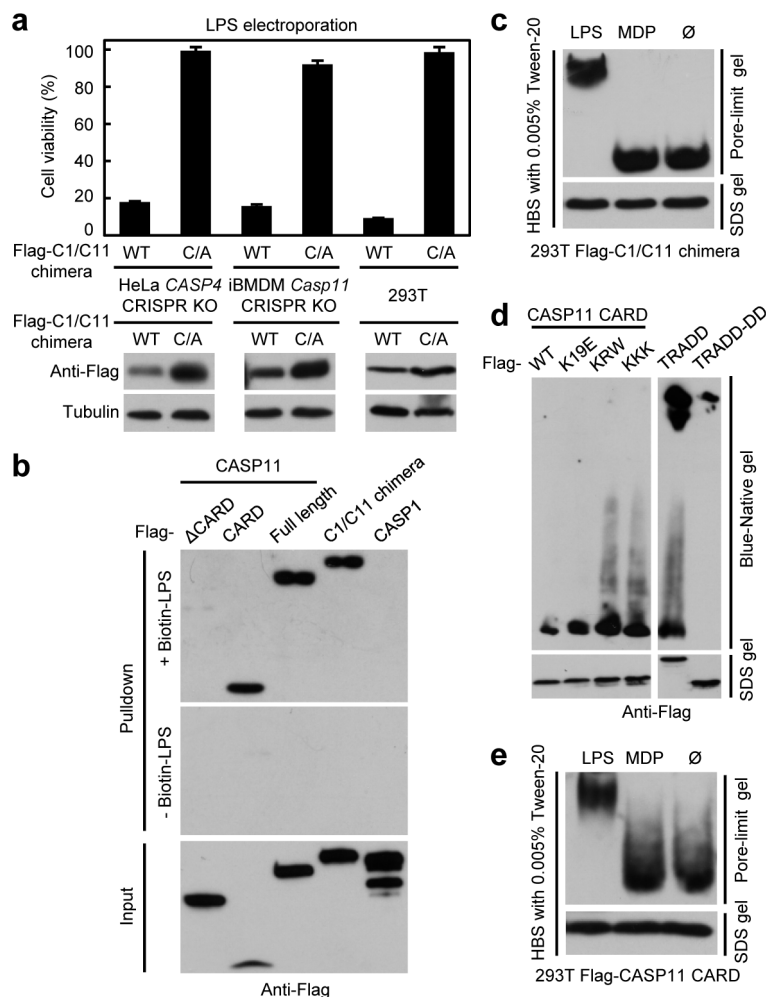 a
LPS electroporation
Cell viability (%)
100
80
60
40
20
0
Flag-C1/C11 chimera
WT C/A WT C/A WT C/A
HeLa CASP4 CRISPR KO
iBMDM Casp11 CRISPR KO
293T
Flag-C1/C11 chimera
WT C/A WT C/A WT C/A
Anti-Flag
Tubulin
b
CASP11
Flag-
ΔCARD
CARD
Full length
C1/C11 chimera
CASP1
Pulldown
+ Biotin-LPS
- Biotin-LPS
Input
Anti-Flag
c
LPS MDP Ø
HBS with 0.005% Tween-20
Pore-limit gel
SDS gel
293T Flag-C1/C11 chimera
d
CASP11 CARD
Flag-
WT
K19E
KRW
KKK
TRADD
TRADD-DD
Blue-Native gel
SDS gel
Anti-Flag
e
LPS MDP Ø
HBS with 0.005% Tween-20
Pore-limit gel
SDS gel
293T Flag-CASP11 CARD